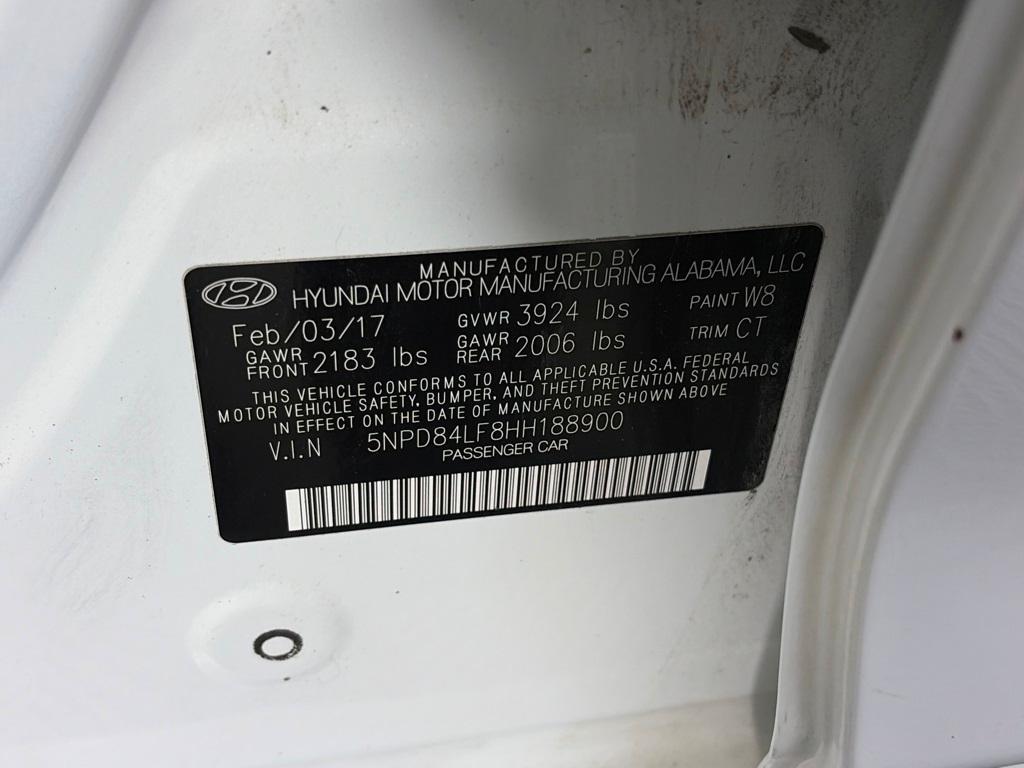 MANUFACTURED BY
HYUNDAI MOTOR MANUFACTURING ALABAMA, LLC
Feb/03/17 GVWR 3924 lbs PAINT W8
GAWR FRONT 2183 lbs GAWR REAR 2006 lbs TRIM CT
THIS VEHICLE CONFORMS TO ALL APPLICABLE U.S.A. FEDERAL
MOTOR VEHICLE SAFETY, BUMPER, AND THEFT PREVENTION STANDARDS
IN EFFECT ON THE DATE OF MANUFACTURE SHOWN ABOVE
V.I.N 5NPD84LF8HH188900
PASSENGER CAR